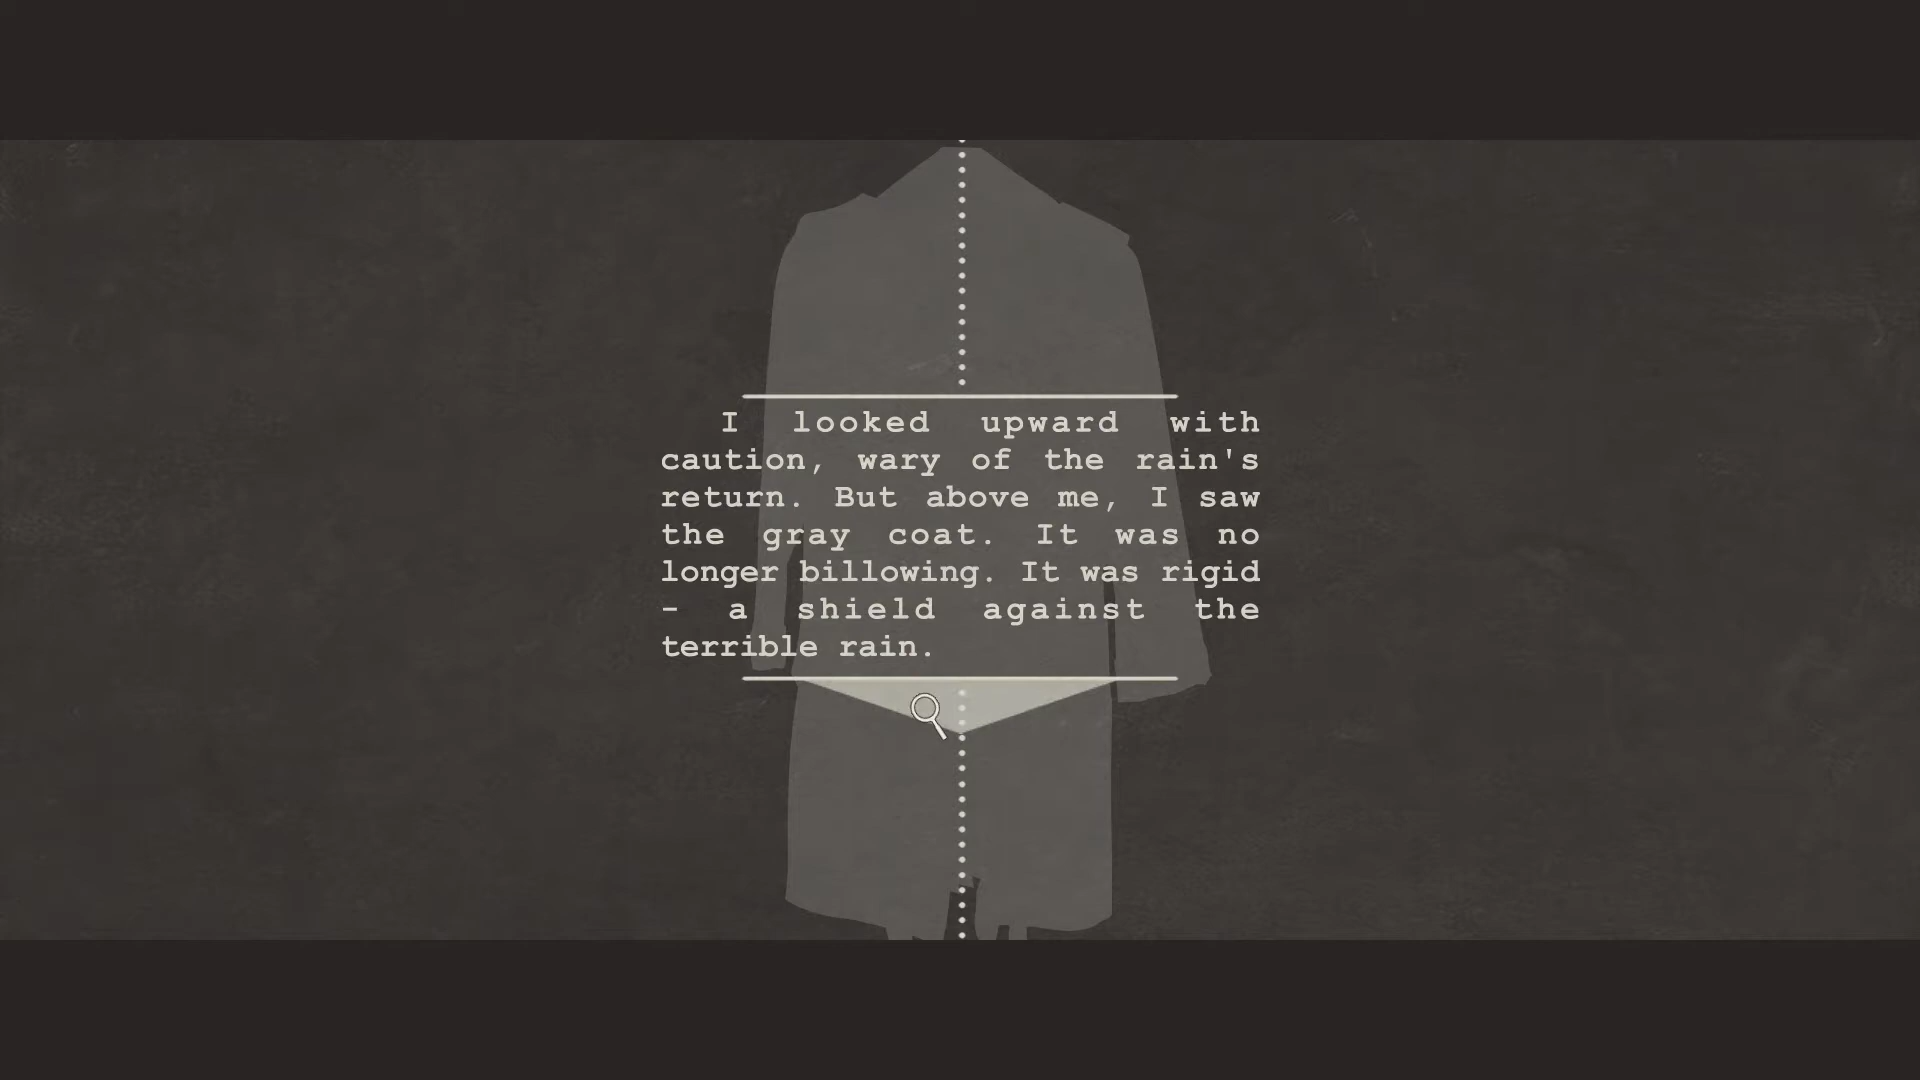 I looked upward with
caution, wary of the rain's
return. But above me, I saw
the gray coat. It was no
longer billowing. It was rigid
- a shield against the
terrible rain.